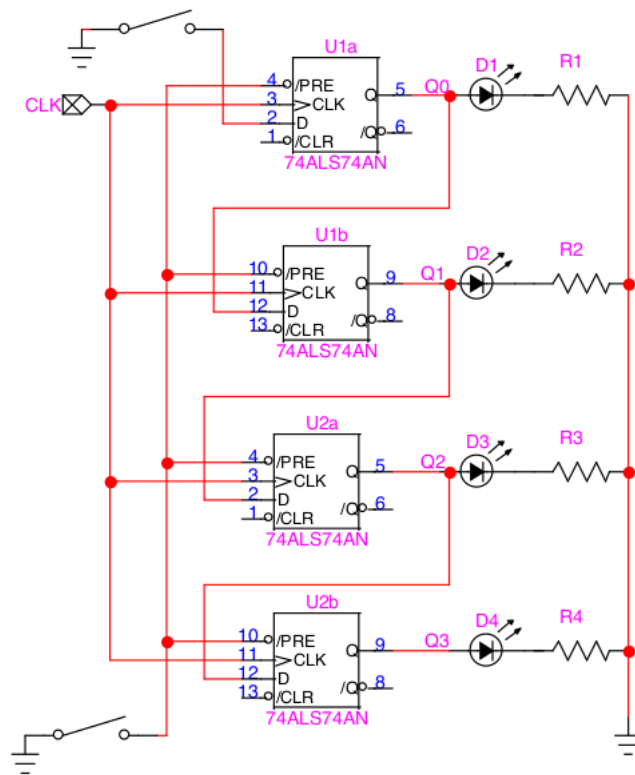 U1a
4 /PRE
CLK 3 CLK Q 5 Q0 D1 R1
2 D
1 /CLR /Q 6
74ALS74AN
U1b
10 /PRE
11 CLK Q 9 Q1 D2 R2
12 D
13 /CLR /Q 8
74ALS74AN
U2a
4 /PRE
3 CLK Q 5 Q2 D3 R3
2 D
1 /CLR /Q 6
74ALS74AN
U2b
10 /PRE
11 CLK Q 9 Q3 D4 R4
12 D
13 /CLR /Q 8
74ALS74AN